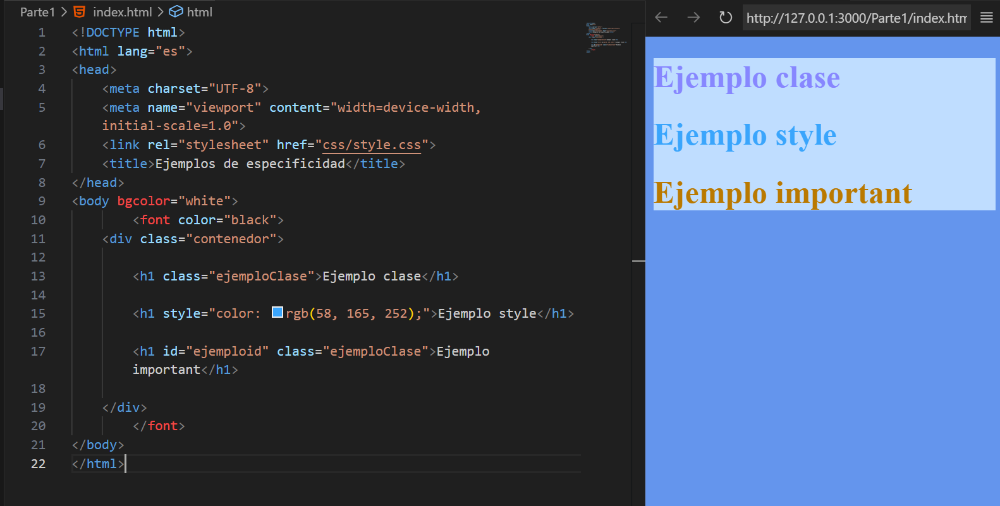 Parte1 > index.html > html
http://127.0.0.1:3000/Parte1/index.htm
1 <!DOCTYPE html>
2 <html lang="es">
3 <head>
4 <meta charset="UTF-8">
5 <meta name="viewport" content="width=device-width,
initial-scale=1.0">
6 <link rel="stylesheet" href="css/style.css">
7 <title>Ejemplos de especificidad</title>
8 </head>
9 <body bgcolor="white">
10 <font color="black">
11 <div class="contenedor">
12
13 <h1 class="ejemploClase">Ejemplo clase</h1>
14
15 <h1 style="color: rgb(58, 165, 252);">Ejemplo style</h1>
16
17 <h1 id="ejemploid" class="ejemploClase">Ejemplo
important</h1>
18
19 </div>
20 </font>
21 </body>
22 </html>
Ejemplo clase
Ejemplo style
Ejemplo important